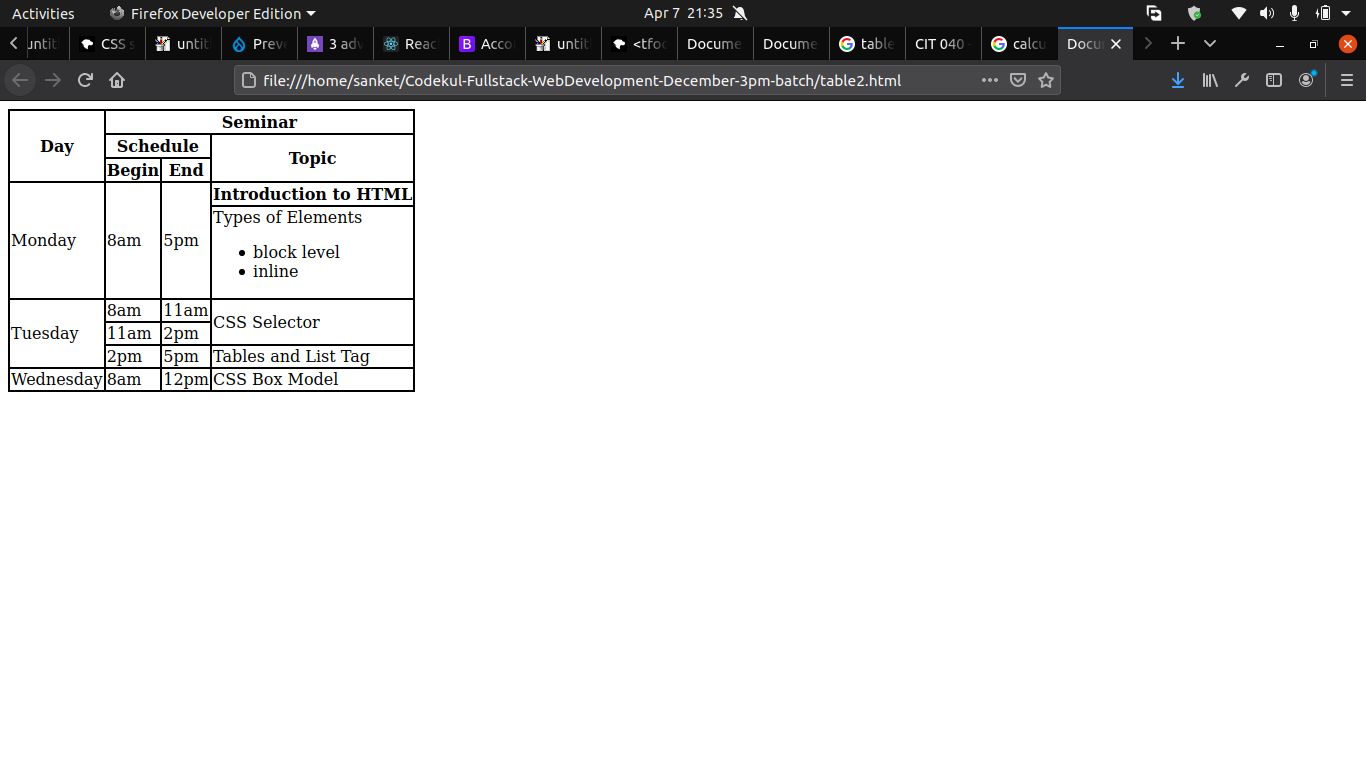 Activities Firefox Developer Edition Apr 7 21:35
untit CSS s untit Preve 3 adv Reac Acco untit <tfoo Docume Docume table CIT 040 - calcu Docu
file:///home/sanket/Codekul-Fullstack-WebDevelopment-December-3pm-batch/table2.html
Day Seminar
Schedule Topic
Begin End
Monday 8am 5pm Introduction to HTML
Types of Elements
• block level
• inline
Tuesday 8am 11am CSS Selector
11am 2pm
2pm 5pm Tables and List Tag
Wednesday 8am 12pm CSS Box Model